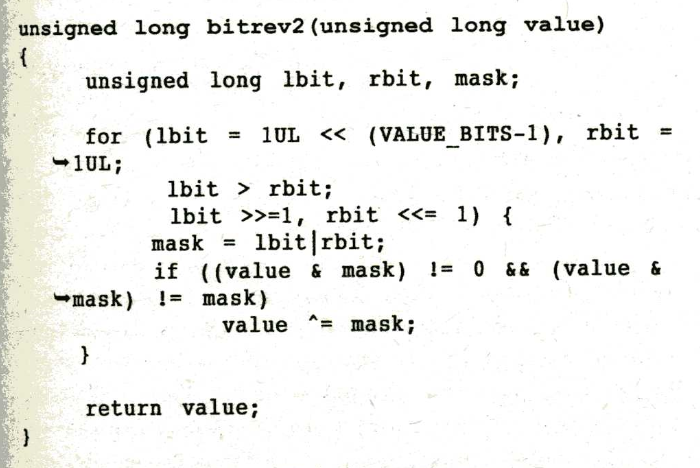 unsigned long bitrev2(unsigned long value)
{
unsigned long lbit, rbit, mask;
for (lbit = 1UL << (VALUE_BITS-1), rbit =
➥1UL;
lbit > rbit;
lbit >>=1, rbit <<= 1) {
mask = lbit|rbit;
if ((value & mask) != 0 && (value &
➥mask) != mask)
value ^= mask;
}
return value;
}